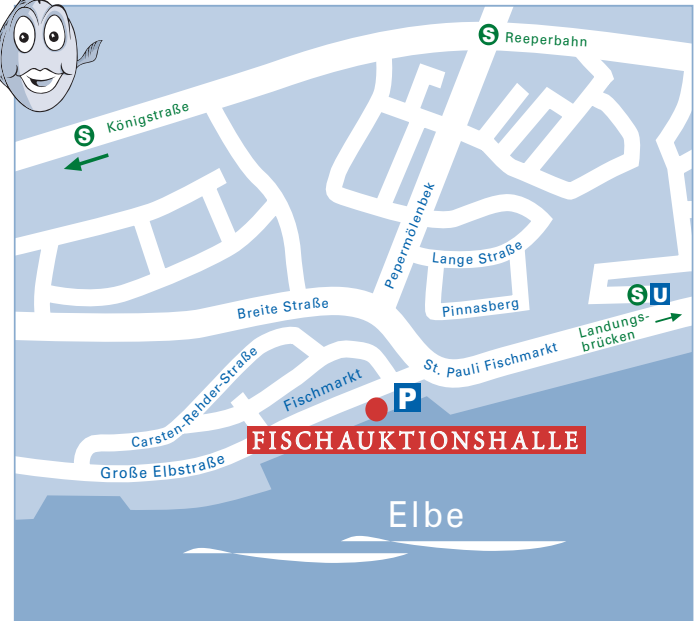 S Reeperbahn
S Königstraße
Pepermölenbek
Lange Straße
Breite Straße
Pinnasberg
S U
Landungs-
brücken
St. Pauli Fischmarkt
Carsten-Rehder-Straße
Fischmarkt
P
FISCHAUKTIONSHALLE
Große Elbstraße
Elbe